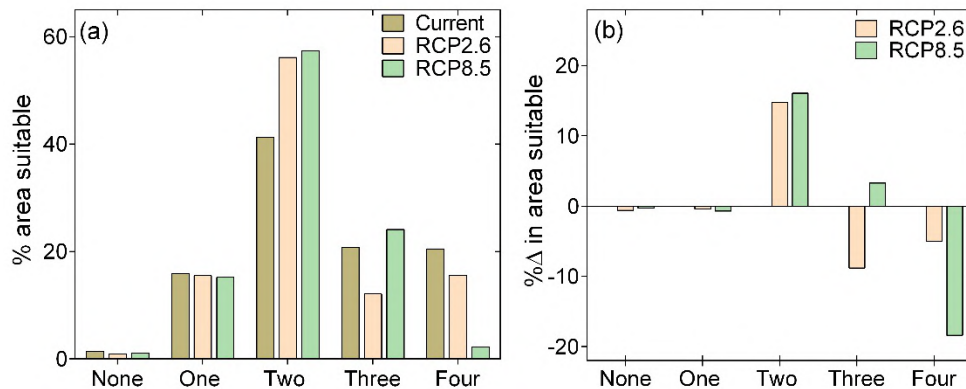 (a)
Current
RCP2.6
RCP8.5
% area suitable
60
40
20
0
None One Two Three Four
(b)
RCP2.6
RCP8.5
%Δ in area suitable
20
10
0
-10
-20
None One Two Three Four